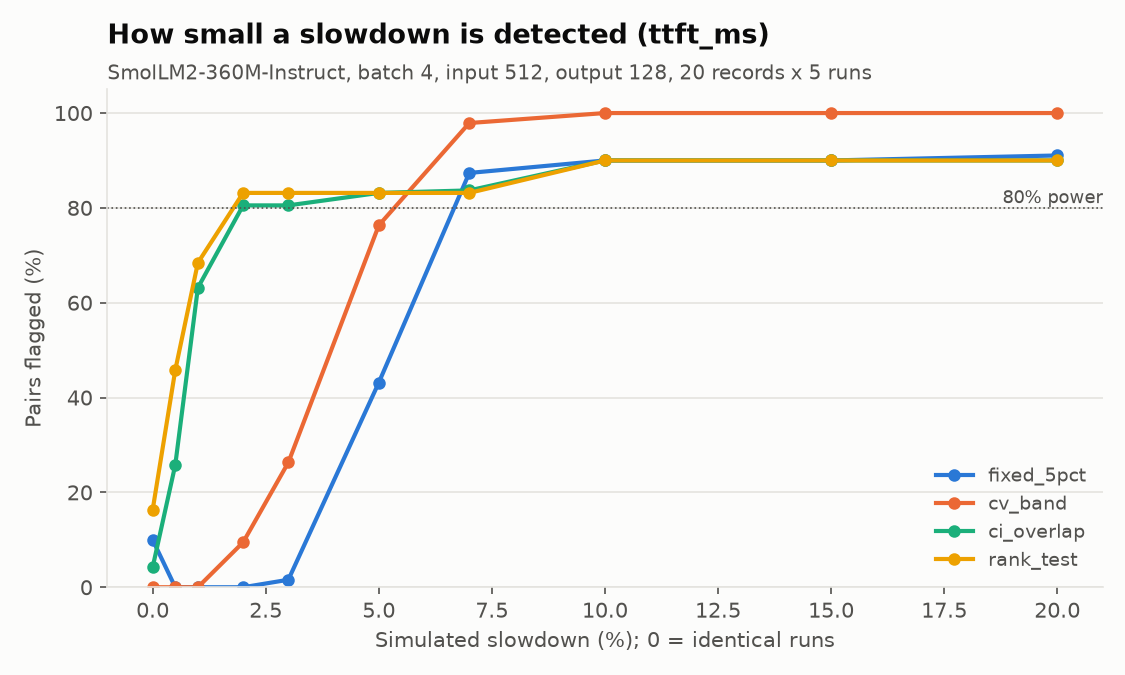 How small a slowdown is detected (ttft_ms)
SmolLM2-360M-Instruct, batch 4, input 512, output 128, 20 records x 5 runs
100
80
60
40
20
0
Pairs flagged (%)
80% power
fixed_5pct
cv_band
ci_overlap
rank_test
0.0 2.5 5.0 7.5 10.0 12.5 15.0 17.5 20.0
Simulated slowdown (%); 0 = identical runs